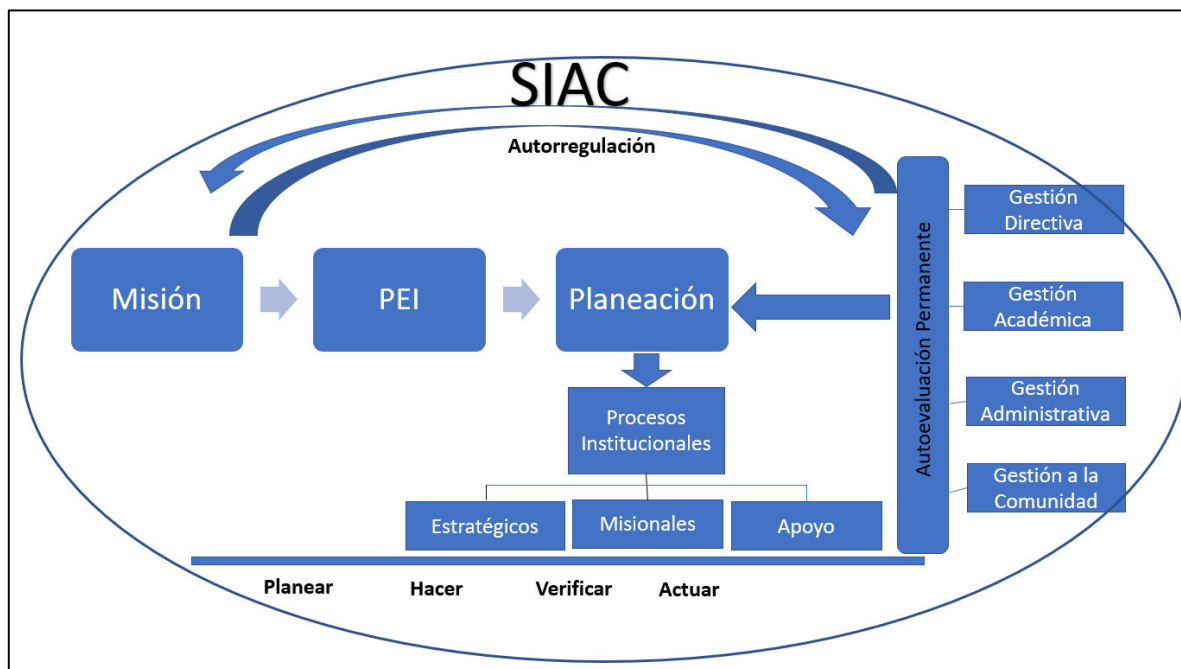 SIAC
Autorregulación
Misión
PEI
Planeación
Procesos
Institucionales
Estratégicos
Misionales
Apoyo
Planear
Hacer
Verificar
Actuar
Autoevaluación Permanente
Gestión
Directiva
Gestión
Académica
Gestión
Administrativa
Gestión a la
Comunidad